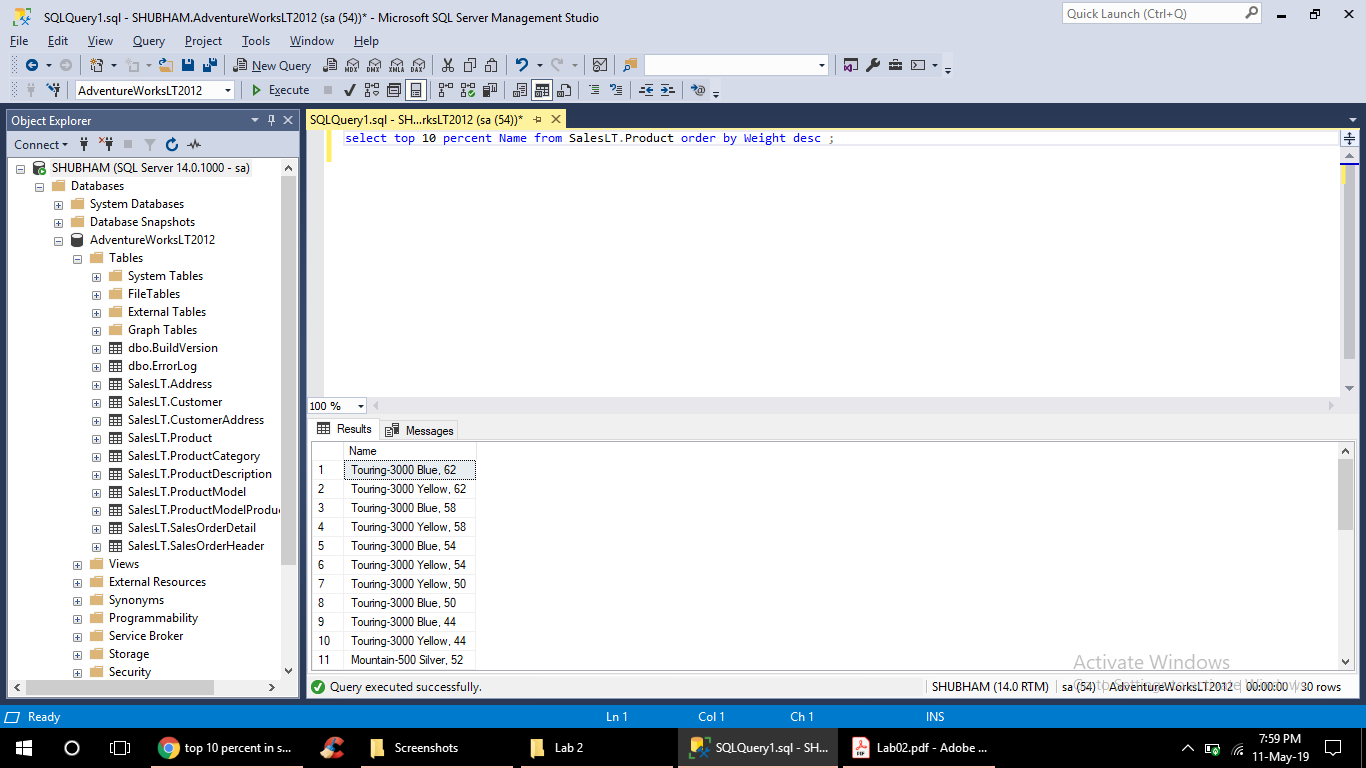 SQLQuery1.sql - SHUBHAM.AdventureWorksLT2012 (sa (54))* - Microsoft SQL Server Management Studio
Quick Launch (Ctrl+Q)
File Edit View Query Project Tools Window Help
New Query MDX DMX XMLA DAX
AdventureWorksLT2012 Execute
Object Explorer
SQLQuery1.sql - SH...rksLT2012 (sa (54))*
Connect
select top 10 percent Name from SalesLT.Product order by Weight desc ;
SHUBHAM (SQL Server 14.0.1000 - sa)
Databases
System Databases
Database Snapshots
AdventureWorksLT2012
Tables
System Tables
FileTables
External Tables
Graph Tables
dbo.BuildVersion
dbo.ErrorLog
SalesLT.Address
SalesLT.Customer
SalesLT.CustomerAddress
SalesLT.Product
SalesLT.ProductCategory
SalesLT.ProductDescription
SalesLT.ProductModel
SalesLT.ProductModelProdu
SalesLT.SalesOrderDetail
SalesLT.SalesOrderHeader
Views
External Resources
Synonyms
Programmability
Service Broker
Storage
Security
100 %
Results Messages
Name
1 Touring-3000 Blue, 62
2 Touring-3000 Yellow, 62
3 Touring-3000 Blue, 58
4 Touring-3000 Yellow, 58
5 Touring-3000 Blue, 54
6 Touring-3000 Yellow, 54
7 Touring-3000 Yellow, 50
8 Touring-3000 Blue, 50
9 Touring-3000 Blue, 44
10 Touring-3000 Yellow, 44
11 Mountain-500 Silver, 52
Activate Windows
Go to Settings to activate Windows.
Query executed successfully. SHUBHAM (14.0 RTM) sa (54) AdventureWorksLT2012 00:00:00 30 rows
Ready Ln 1 Col 1 Ch 1 INS
top 10 percent in s... Screenshots Lab 2 SQLQuery1.sql - SH... Lab02.pdf - Adobe ...
7:59 PM
11-May-19